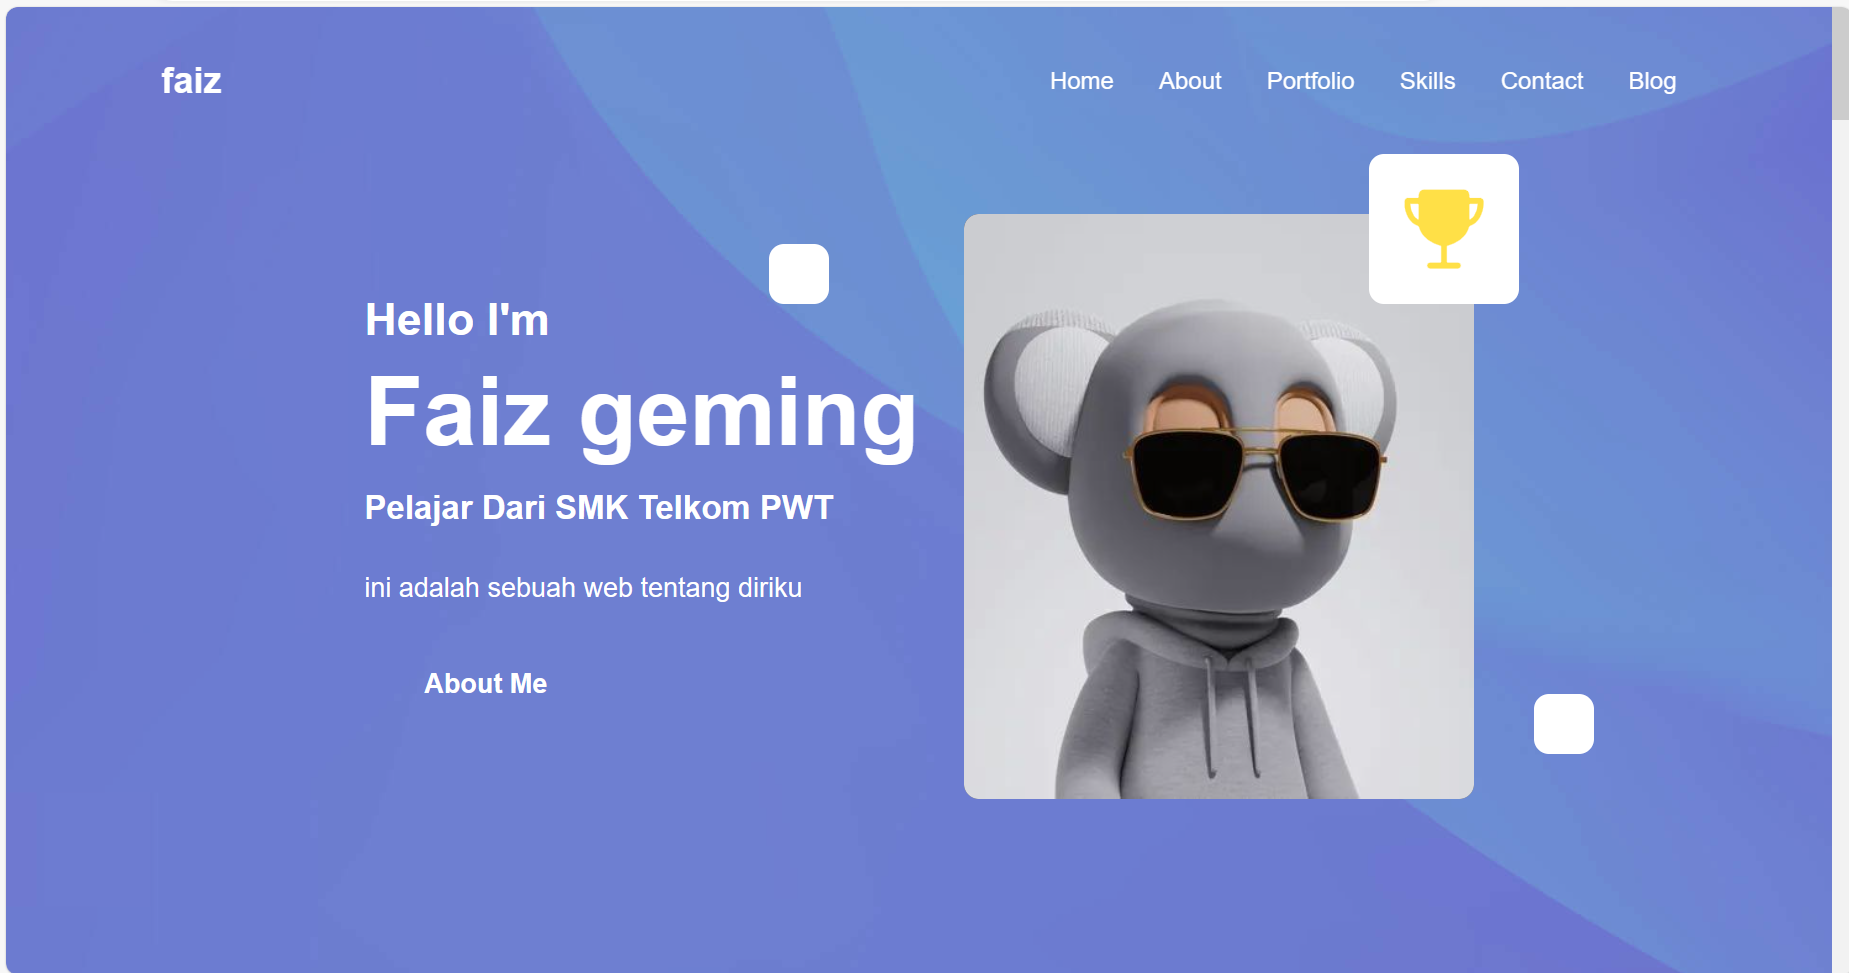 faiz
Home About Portfolio Skills Contact Blog
Hello I'm
Faiz geming
Pelajar Dari SMK Telkom PWT
ini adalah sebuah web tentang diriku
About Me